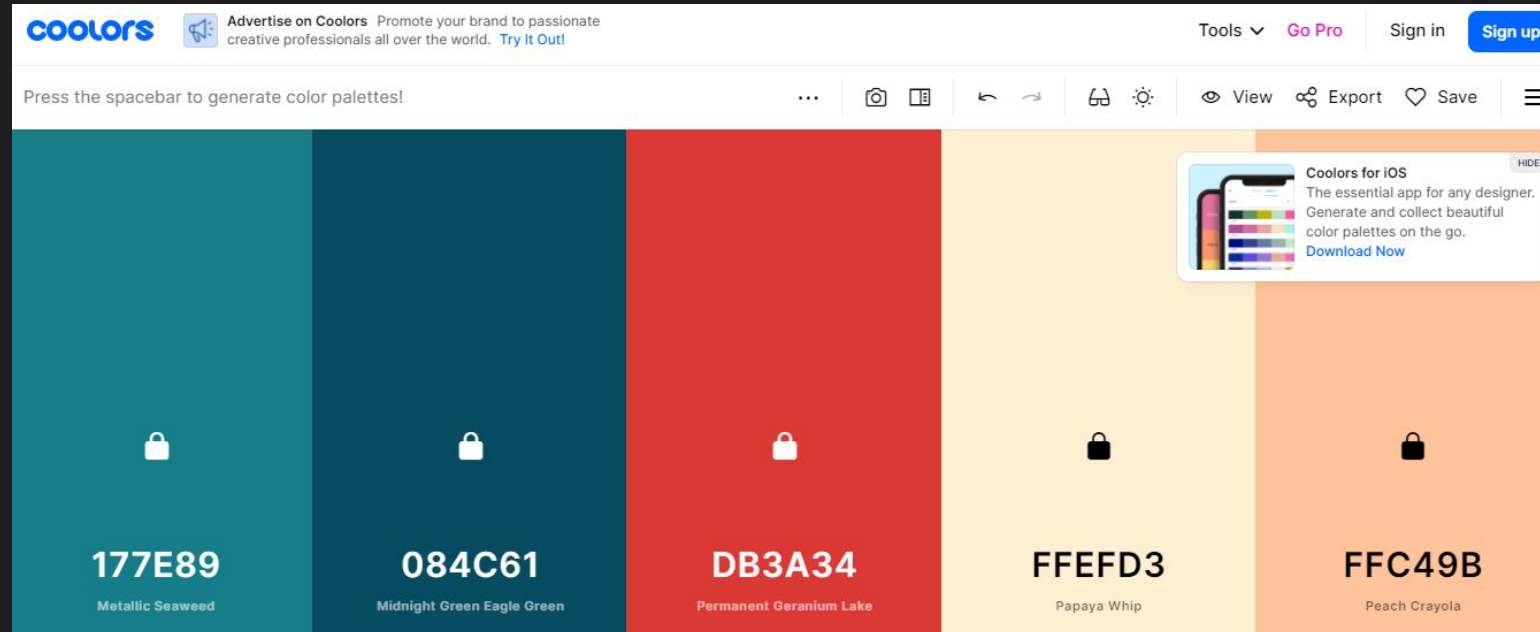 coolors
Advertise on Coolors Promote your brand to passionate
creative professionals all over the world. Try It Out!
Tools Go Pro Sign in Sign up
Press the spacebar to generate color palettes!
... View Export Save
HIDE
Coolors for iOS
The essential app for any designer.
Generate and collect beautiful
color palettes on the go.
Download Now
177E89 084C61 DB3A34 FFEFD3 FFC49B
Metallic Seaweed Midnight Green Eagle Green Permanent Geranium Lake Papaya Whip Peach Crayola